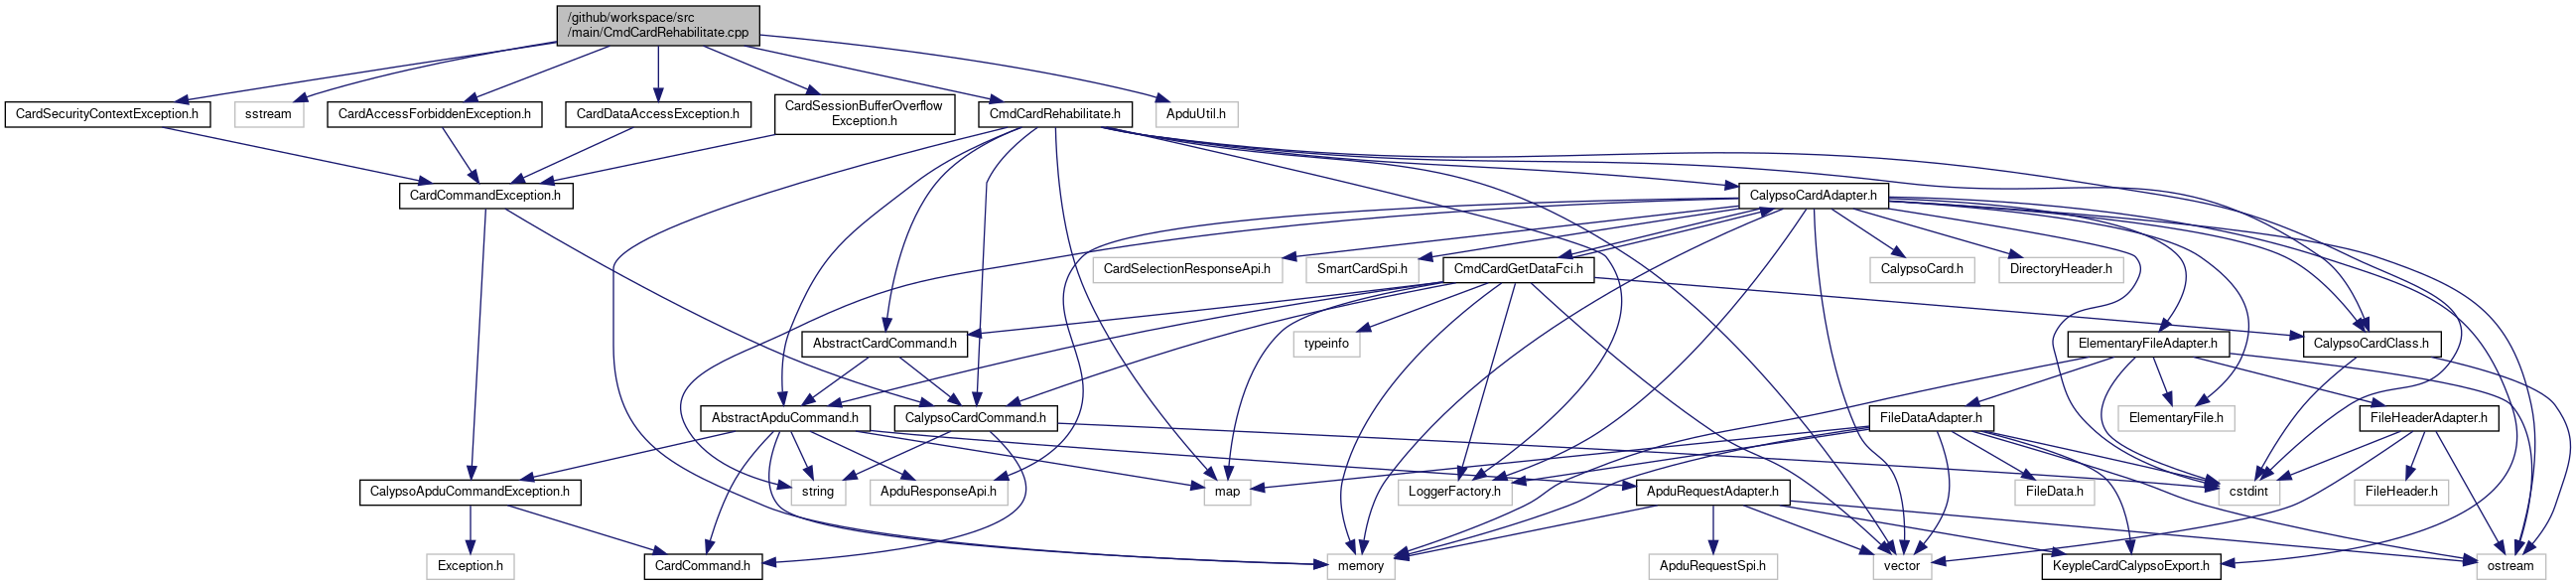 /github/workspace/src
/main/CmdCardRehabilitate.cpp
CardSecurityContextException.h
sstream
CardAccessForbiddenException.h
CardDataAccessException.h
CardSessionBufferOverflow
Exception.h
CmdCardRehabilitate.h
ApduUtil.h
CardCommandException.h
CalypsoCardAdapter.h
CardSelectionResponseApi.h
SmartCardSpi.h
CmdCardGetDataFci.h
CalypsoCard.h
DirectoryHeader.h
AbstractCardCommand.h
typeinfo
ElementaryFileAdapter.h
CalypsoCardClass.h
AbstractApduCommand.h
CalypsoCardCommand.h
FileDataAdapter.h
ElementaryFile.h
FileHeaderAdapter.h
CalypsoApduCommandException.h
string
ApduResponseApi.h
map
LoggerFactory.h
ApduRequestAdapter.h
FileData.h
cstdint
FileHeader.h
Exception.h
CardCommand.h
memory
ApduRequestSpi.h
vector
KeypleCardCalypsoExport.h
ostream